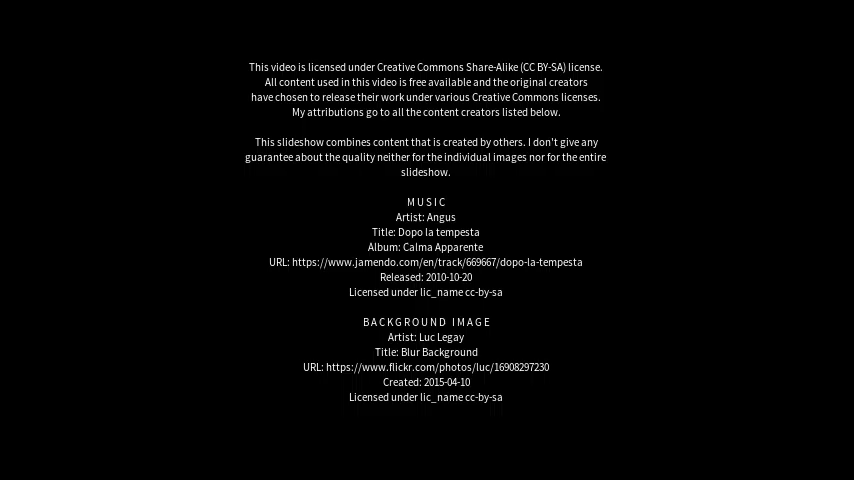 This video is licensed under Creative Commons Share-Alike (CC BY-SA) license.
All content used in this video is free available and the original creators
have chosen to release their work under various Creative Commons licenses.
My attributions go to all the content creators listed below.
This slideshow combines content that is created by others. I don't give any
guarantee about the quality neither for the individual images nor for the entire
slideshow.
MUSIC
Artist: Angus
Title: Dopo la tempesta
Album: Calma Apparente
URL: https://www.jamendo.com/en/track/669667/dopo-la-tempesta
Released: 2010-10-20
Licensed under lic_name cc-by-sa
BACKGROUND IMAGE
Artist: Luc Legay
Title: Blur Background
URL: https://www.flickr.com/photos/luc/16908297230
Created: 2015-04-10
Licensed under lic_name cc-by-sa